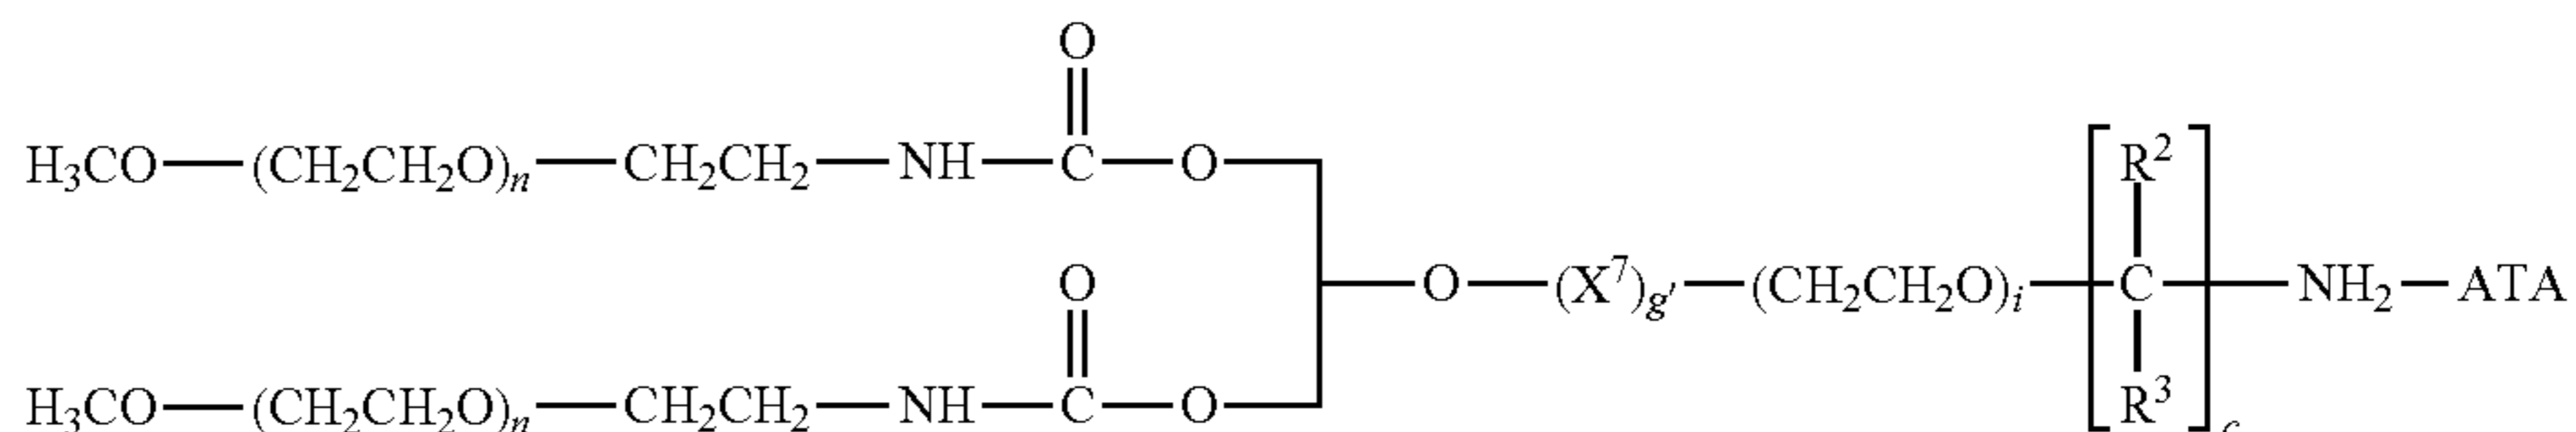 O
H₃CO—(CH₂CH₂O)ₙ—CH₂CH₂—NH—C—O
R²
O—(X⁷)g'—(CH₂CH₂O)ᵢ—C—NH₂—ATA
O
R³
H₃CO—(CH₂CH₂O)ₙ—CH₂CH₂—NH—C—O